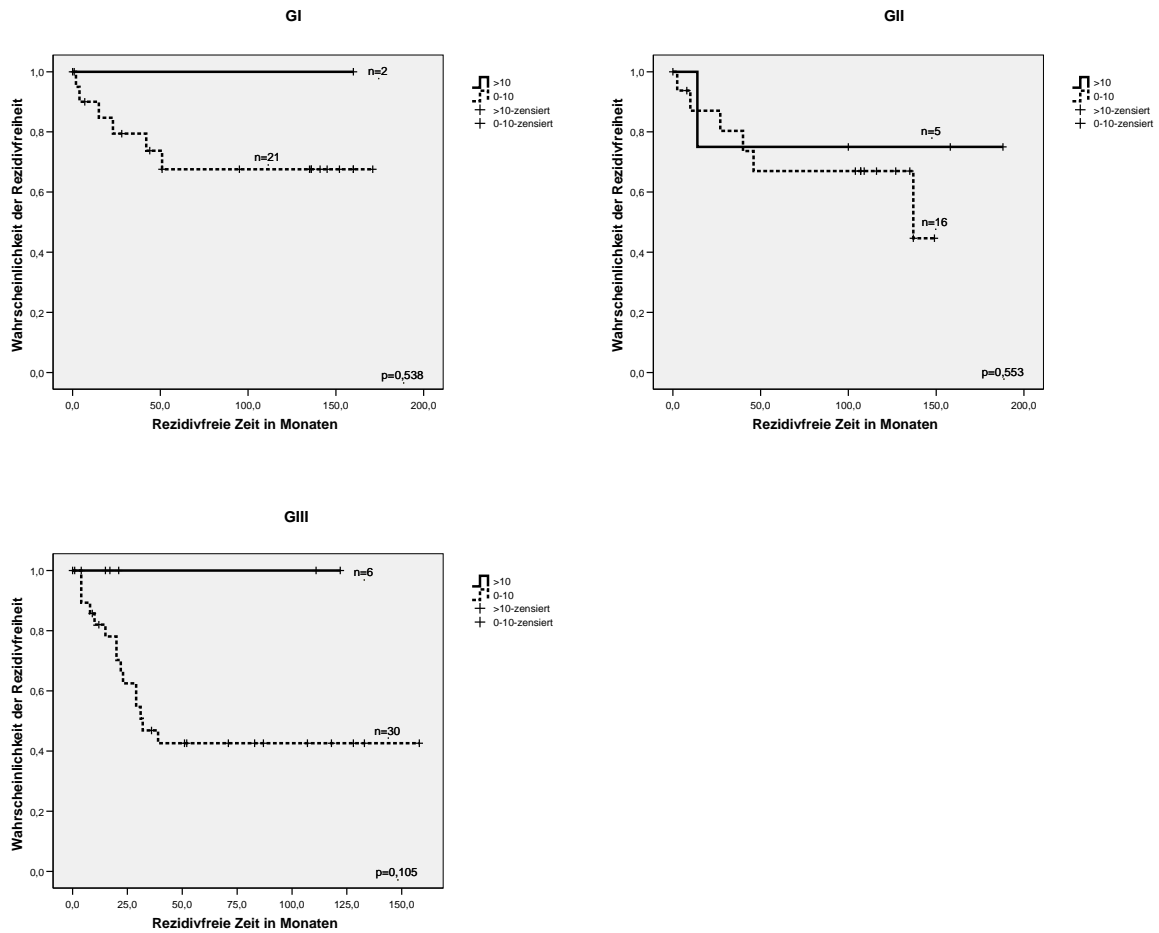 GI
Wahrscheinlichkeit der Rezidivfreiheit
1,0
0,8
0,6
0,4
0,2
0,0
n=2
n=21
p=0,538
0,0 50,0 100,0 150,0 200,0
Rezidivfreie Zeit in Monaten
>10
0-10
>10-zensiert
0-10-zensiert
GII
Wahrscheinlichkeit der Rezidivfreiheit
1,0
0,8
0,6
0,4
0,2
0,0
n=5
n=16
p=0,553
0,0 50,0 100,0 150,0 200,0
Rezidivfreie Zeit in Monaten
>10
0-10
>10-zensiert
0-10-zensiert
GIII
Wahrscheinlichkeit der Rezidivfreiheit
1,0
0,8
0,6
0,4
0,2
0,0
n=6
n=30
p=0,105
0,0 25,0 50,0 75,0 100,0 125,0 150,0
Rezidivfreie Zeit in Monaten
>10
0-10
>10-zensiert
0-10-zensiert